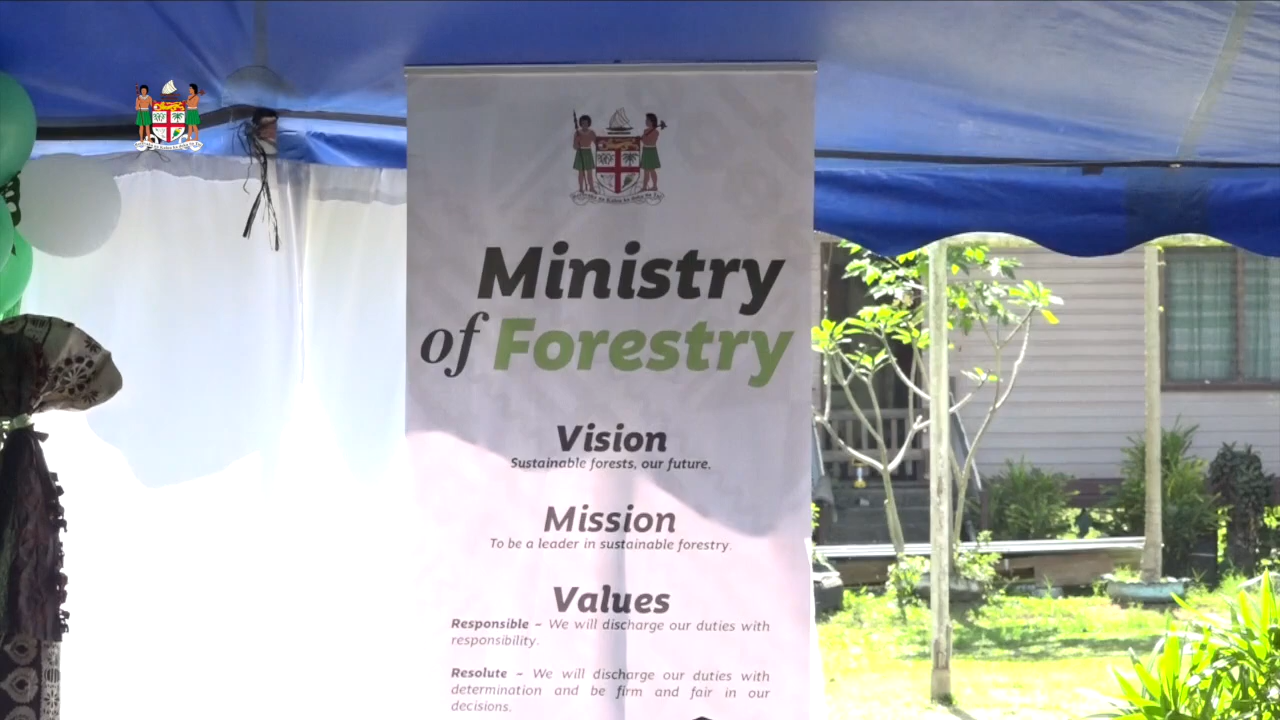 Ministry
of Forestry
Vision
Sustainable forests, our future.
Mission
To be a leader in sustainable forestry.
Values
Responsible – We will discharge our duties with
responsibility.
Resolute – We will discharge our duties with
determination and be firm and fair in our
decisions.